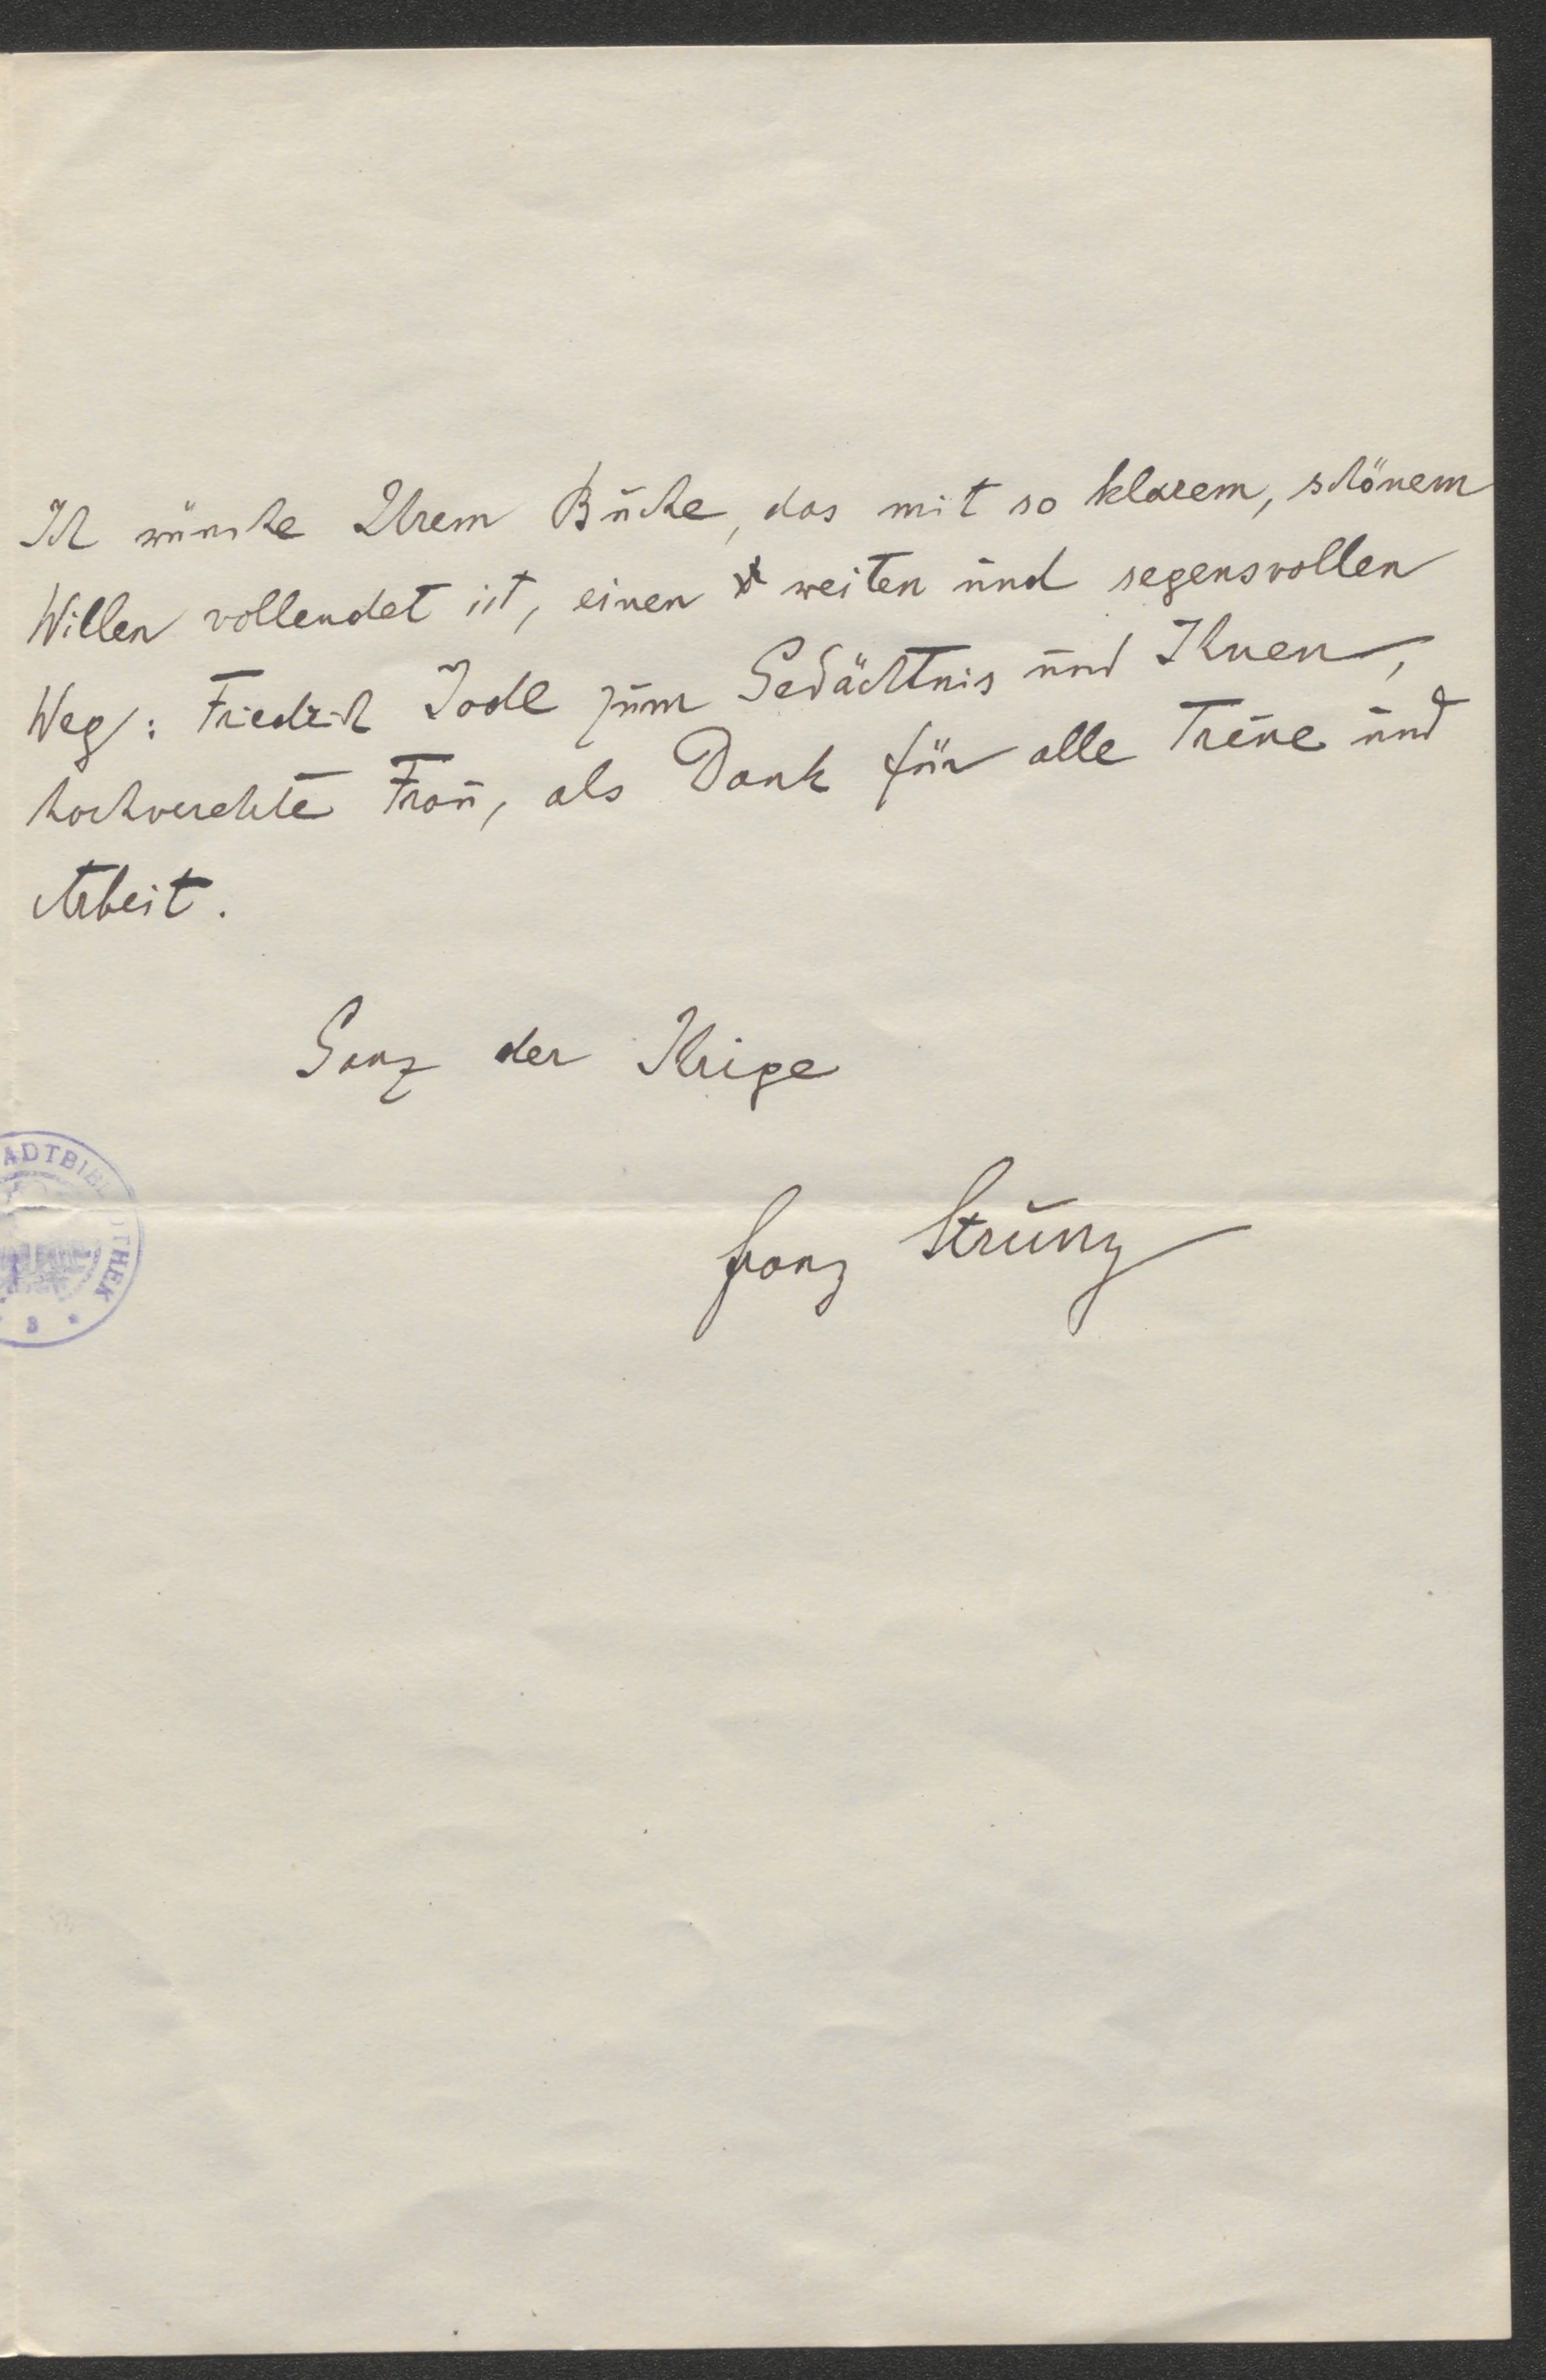 Ich wünsche Ihrem Buche, das mit so klarem, schönem
Willen vollendet ist, einen weiten und segensvollen
Weg: Friedrich Jodl zum Gedächtnis und Ihnen,
hochverehrte Frau, als Dank für alle Treue und
Arbeit.
Ganz der Ihrige
Franz Strunz
ADTBIBLIOTHEK